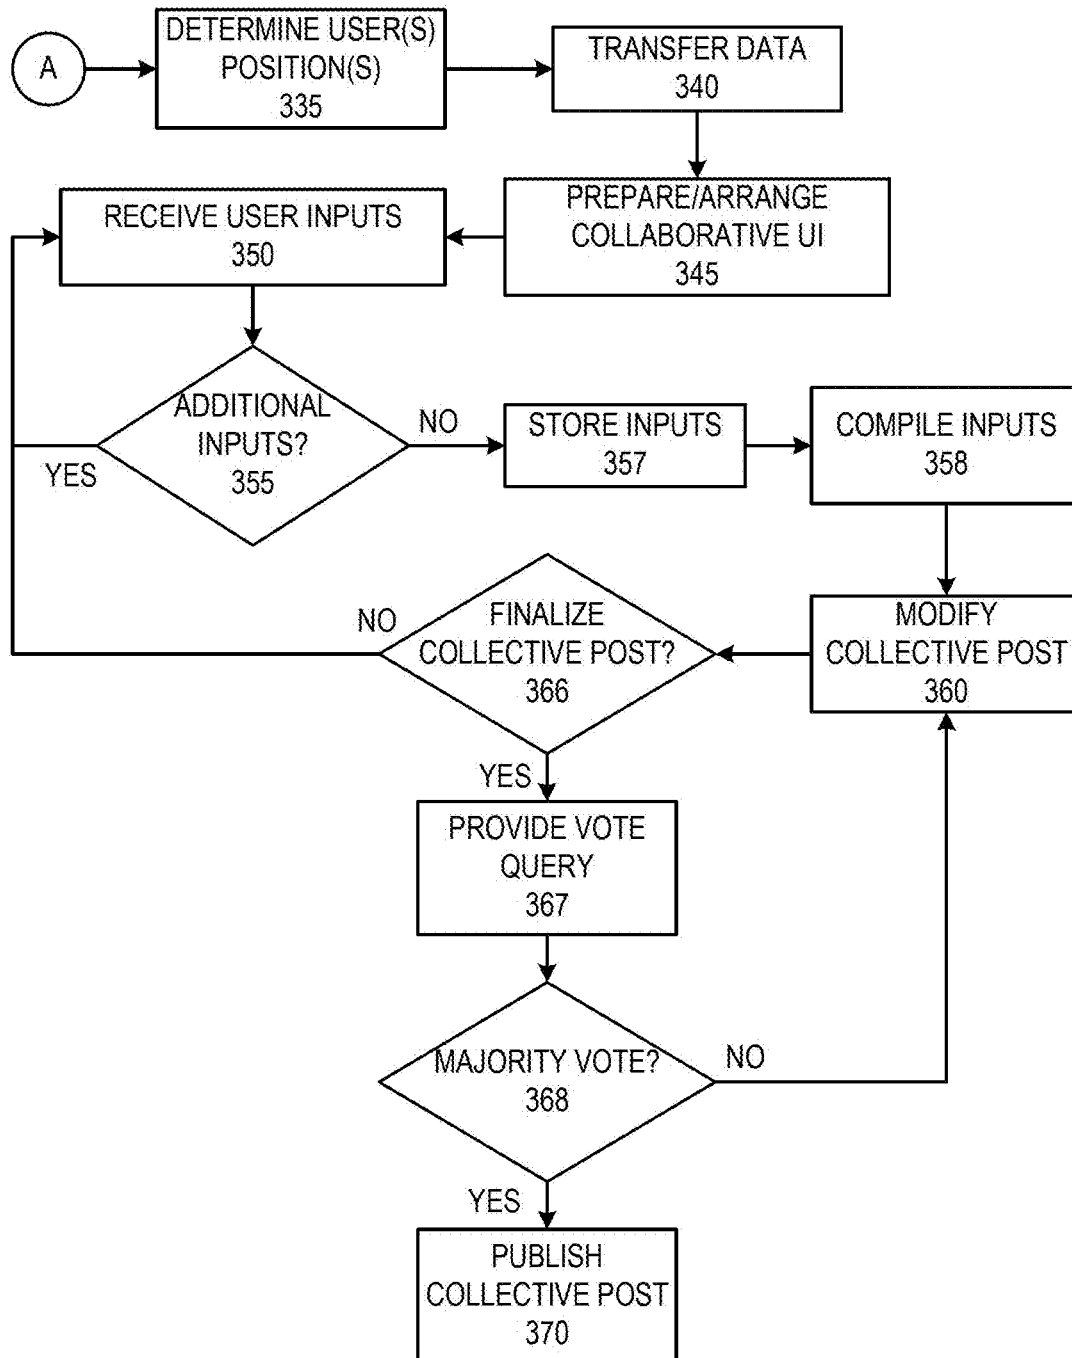 A
DETERMINE USER(S)
POSITION(S)
335
TRANSFER DATA
340
RECEIVE USER INPUTS
350
PREPARE/ARRANGE
COLLABORATIVE UI
345
ADDITIONAL
INPUTS?
355
YES
NO
STORE INPUTS
357
COMPILE INPUTS
358
NO
FINALIZE
COLLECTIVE POST?
366
MODIFY
COLLECTIVE POST
360
YES
PROVIDE VOTE
QUERY
367
MAJORITY VOTE?
368
NO
YES
PUBLISH
COLLECTIVE POST
370